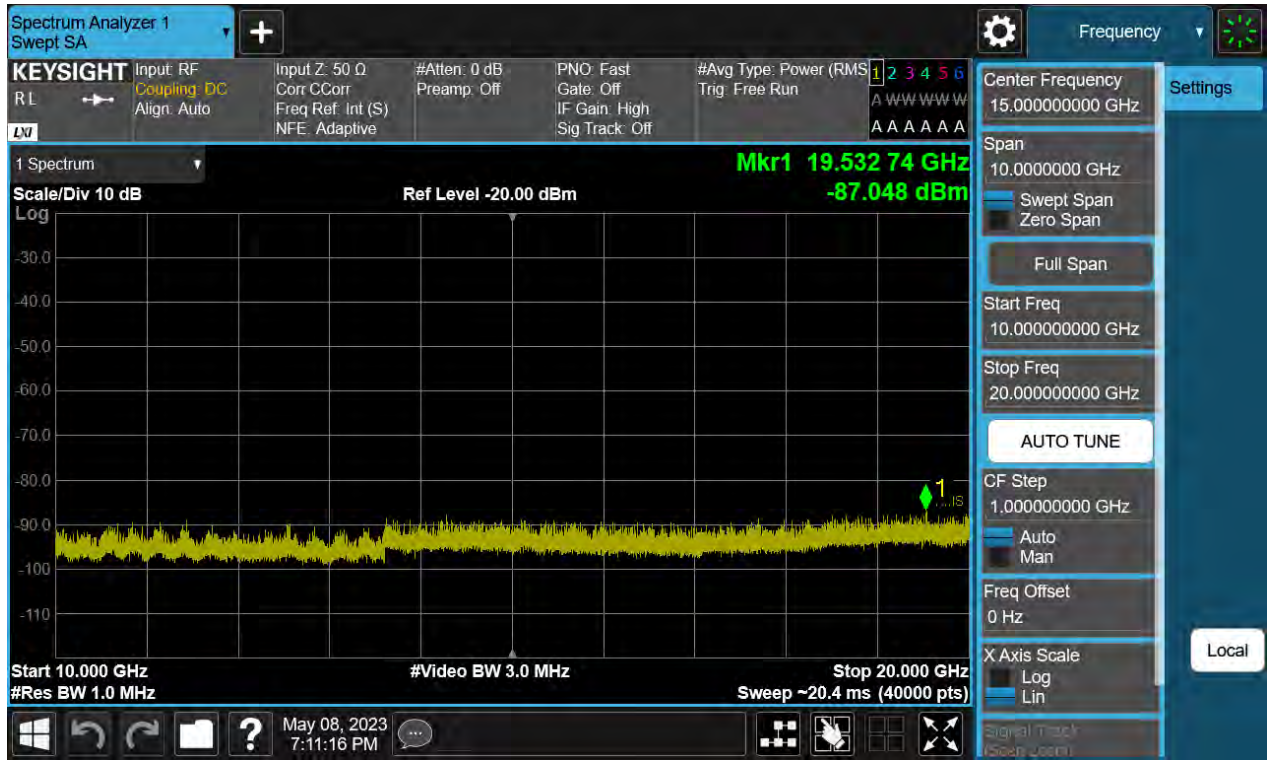 Spectrum Analyzer 1
Swept SA
+
Frequency
KEYSIGHT
RL
LXI
Input: RF
Coupling: DC
Align: Auto
Input Z: 50 Ω
Corr CCorr
Freq Ref: Int (S)
NFE: Adaptive
#Atten: 0 dB
Preamp: Off
PNO: Fast
Gate: Off
IF Gain: High
Sig Track: Off
#Avg Type: Power (RMS
Trig: Free Run
1 2 3 4 5 6
A W W W W W
A A A A A A
1 Spectrum
Scale/Div 10 dB
Ref Level -20.00 dBm
Mkr1 19.532 74 GHz
-87.048 dBm
Log
-30.0
-40.0
-50.0
-60.0
-70.0
-80.0
-90.0
-100
-110
1
Start 10.000 GHz
#Video BW 3.0 MHz
Stop 20.000 GHz
#Res BW 1.0 MHz
Sweep ~20.4 ms (40000 pts)
May 08, 2023
7:11:16 PM
Center Frequency
15.000000000 GHz
Settings
Span
10.0000000 GHz
Swept Span
Zero Span
Full Span
Start Freq
10.000000000 GHz
Stop Freq
20.000000000 GHz
AUTO TUNE
CF Step
1.000000000 GHz
Auto
Man
Freq Offset
0 Hz
X Axis Scale
Log
Lin
Local
Signal Track
(Span Zoom)